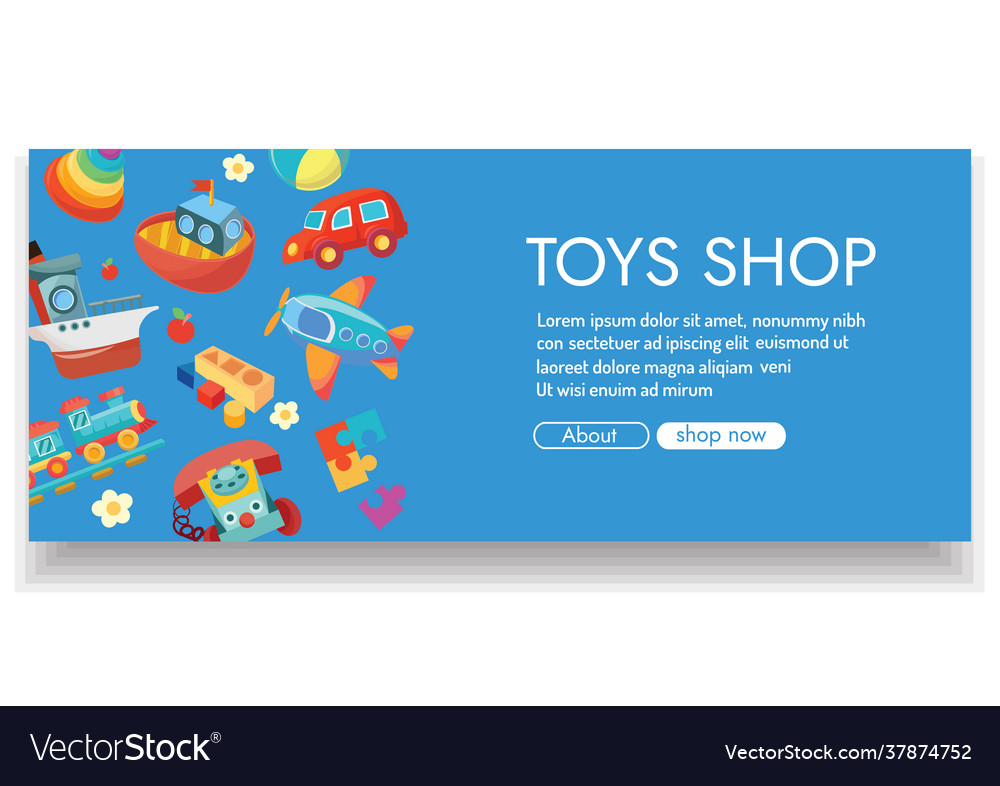 TOYS SHOP
Lorem ipsum dolor sit amet, nonummy nibh
con sectetuer ad ipiscing elit euismond ut
laoreet dolore magna aliqiam veni
Ut wisi enuim ad mirum
About shop now
VectorStock® VectorStock.com/37874752